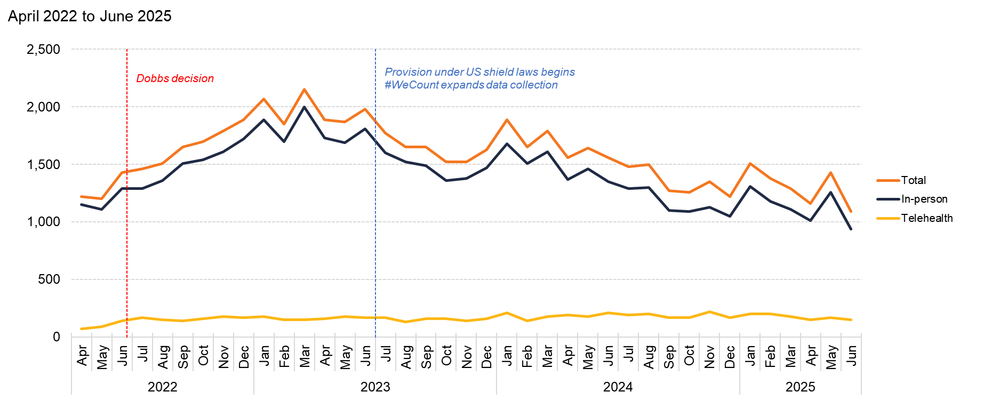 April 2022 to June 2025
2,500
2,000
1,500
1,000
500
0
Dobbs decision
Provision under US shield laws begins
#WeCount expands data collection
Total
In-person
Telehealth
Apr May Jun Jul Aug Sep Oct Nov Dec Jan Feb Mar Apr May Jun Jul Aug Sep Oct Nov Dec Jan Feb Mar Apr May Jun Jul Aug Sep Oct Nov Dec Jan Feb Mar Apr May Jun
2022 2023 2024 2025